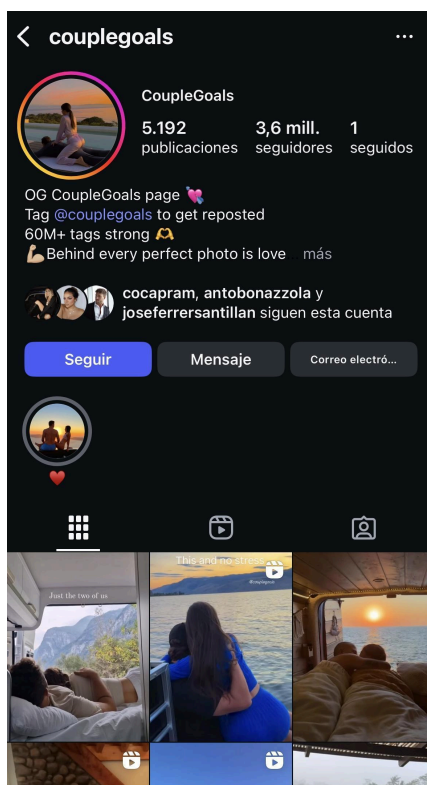 couplegoals
CoupleGoals
5.192
publicaciones
3,6 mill.
seguidores
1
seguidos
OG CoupleGoals page 💘
Tag @couplegoals to get reposted
60M+ tags strong 🫶
💪Behind every perfect photo is love más
cocapram, antobonazzola y
joseferrersantillan siguen esta cuenta
Seguir
Mensaje
Correo electró...
❤️
Just the two of us
This and no stress
@couplegoals